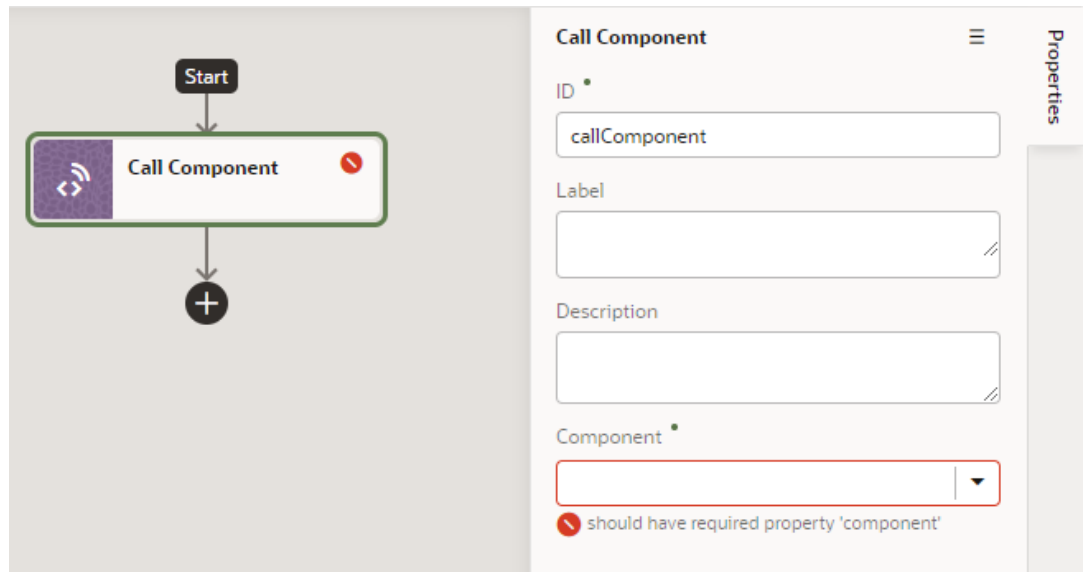 Start
Call Component
Call Component
ID
callComponent
Label
Description
Component
should have required property 'component'
Properties